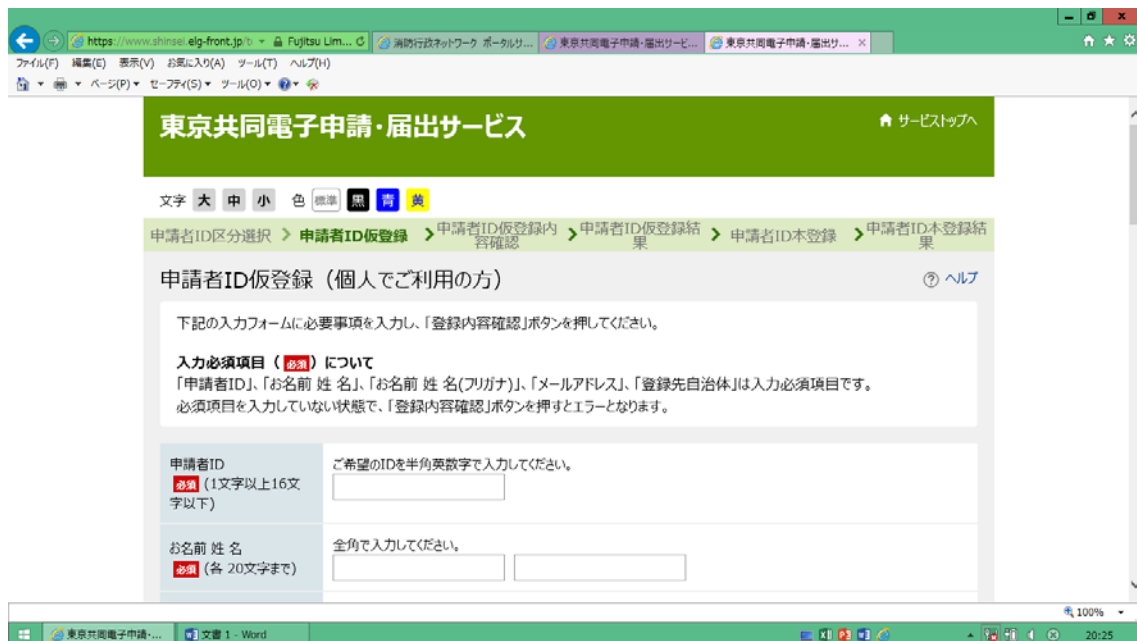 https://www.shinsei.elg-front.jp/b Fujitsu Lim... 消防行政ネットワーク ポータルサ... 東京共同電子申請・届出サービ... 東京共同電子申請・届出サ...
ファイル(F) 編集(E) 表示(V) お気に入り(A) ツール(T) ヘルプ(H)
ページ(P) セーフティ(S) ツール(O)
東京共同電子申請・届出サービス
サービストップへ
文字 大 中 小 色 標準 黒 青 黄
申請者ID区分選択 > 申請者ID仮登録 > 申請者ID仮登録内容確認 > 申請者ID仮登録結果 > 申請者ID本登録 > 申請者ID本登録結果
申請者ID仮登録（個人でご利用の方）
? ヘルプ
下記の入力フォームに必要事項を入力し、「登録内容確認」ボタンを押してください。
入力必須項目（必須）について
「申請者ID」、「お名前 姓 名」、「お名前 姓 名(フリガナ)」、「メールアドレス」、「登録先自治体」は入力必須項目です。
必須項目を入力していない状態で、「登録内容確認」ボタンを押すとエラーとなります。
申請者ID
必須 (1文字以上16文
字以下)
ご希望のIDを半角英数字で入力してください。
お名前 姓 名
必須 (各 20文字まで)
全角で入力してください。
100%
東京共同電子申請・... 文書 1 - Word
20:25